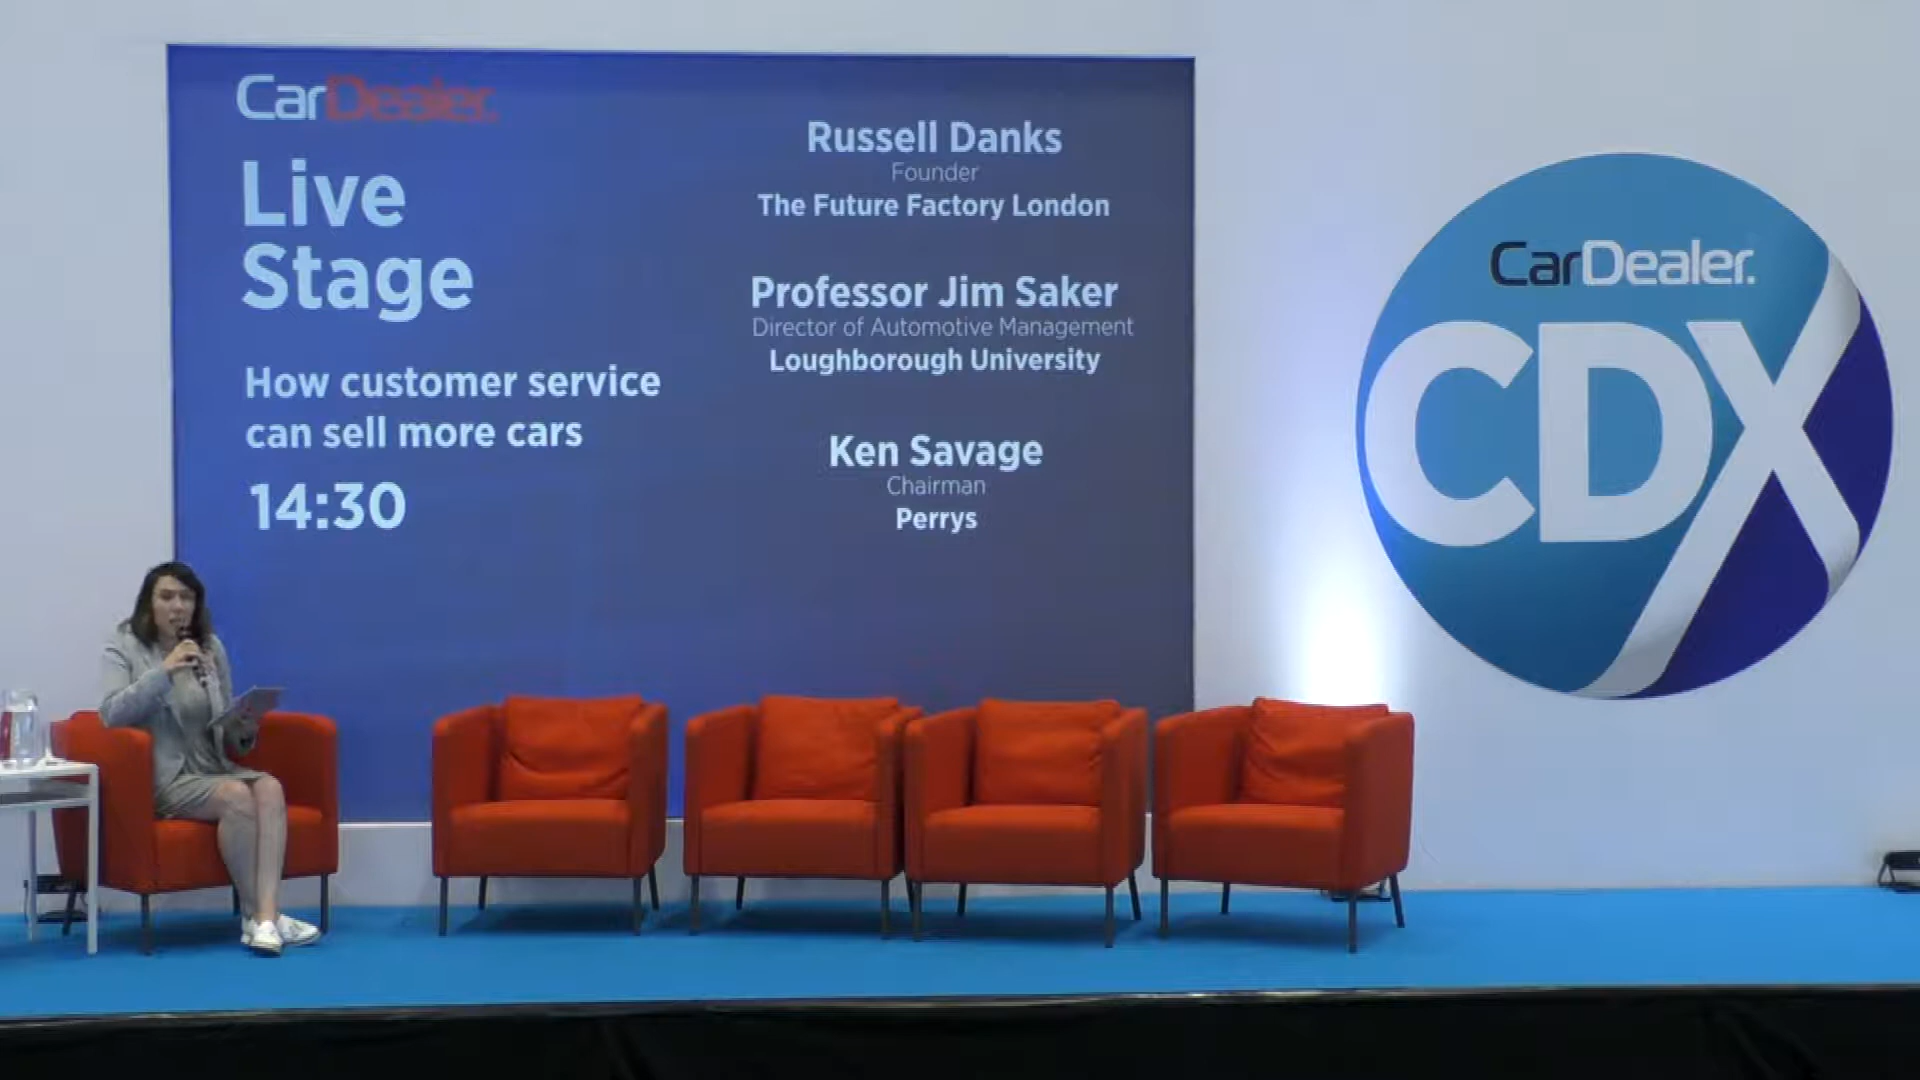 CarDealer.
Live
Stage
How customer service
can sell more cars
14:30
Russell Danks
Founder
The Future Factory London
Professor Jim Saker
Director of Automotive Management
Loughborough University
Ken Savage
Chairman
Perrys
CarDealer.
CDX